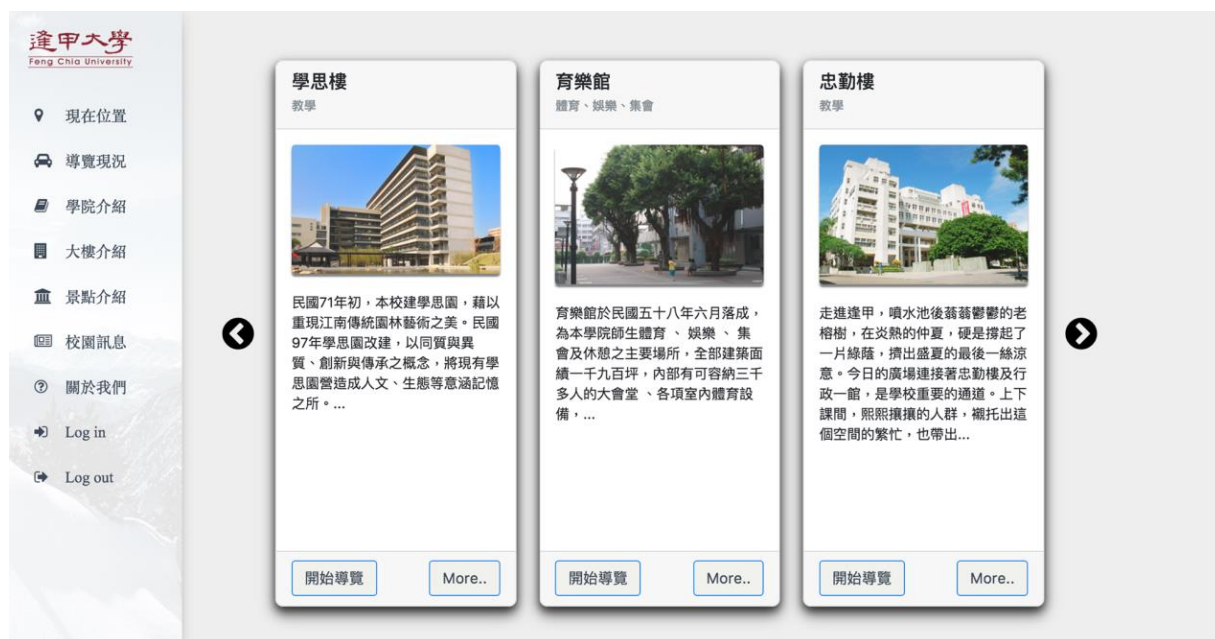 逢甲大學
Feng Chia University
現在位置
導覽現況
學院介紹
大樓介紹
景點介紹
校園訊息
關於我們
Log in
Log out
學思樓
教學
民國71年初，本校建學思園，藉以
重現江南傳統園林藝術之美。民國
97年學思園改建，以同質與異
質、創新與傳承之概念，將現有學
思園營造成人文、生態等意涵記憶
之所。...
開始導覽
More..
育樂館
體育、娛樂、集會
育樂館於民國五十八年六月落成，
為本學院師生體育 、 娛樂 、 集
會及休憩之主要場所，全部建築面
績一千九百坪，內部有可容納三千
多人的大會堂 、各項室內體育設
備，...
開始導覽
More..
忠勤樓
教學
走進逢甲，噴水池後蓊蓊鬱鬱的老
榕樹，在炎熱的仲夏，硬是撐起了
一片綠蔭，擠出盛夏的最後一絲涼
意。今日的廣場連接著忠勤樓及行
政一館，是學校重要的通道。上下
課間，熙熙攘攘的人群，襯托出這
個空間的繁忙，也帶出...
開始導覽
More..